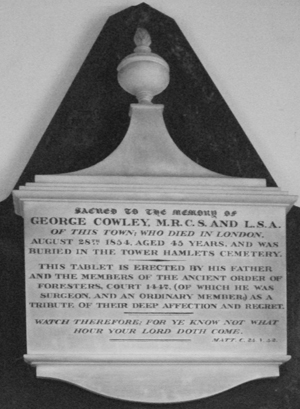 SACRED TO THE MEMORY OF
GEORGE COWLEY, M.R.C.S. AND L.S.A.
OF THIS TOWN; WHO DIED IN LONDON,
AUGUST 28TH 1854, AGED 45 YEARS, AND WAS
BURIED IN THE TOWER HAMLETS CEMETERY.
THIS TABLET IS ERECTED BY HIS FATHER
AND THE MEMBERS OF THE ANCIENT ORDER OF
FORESTERS, COURT 1442, (OF WHICH HE WAS
SURGEON, AND AN ORDINARY MEMBER,) AS A
TRIBUTE OF THEIR DEEP AFFECTION AND REGRET.
WATCH THEREFORE; FOR YE KNOW NOT WHAT
HOUR YOUR LORD DOTH COME.
MATT. C. 24 V. 42.